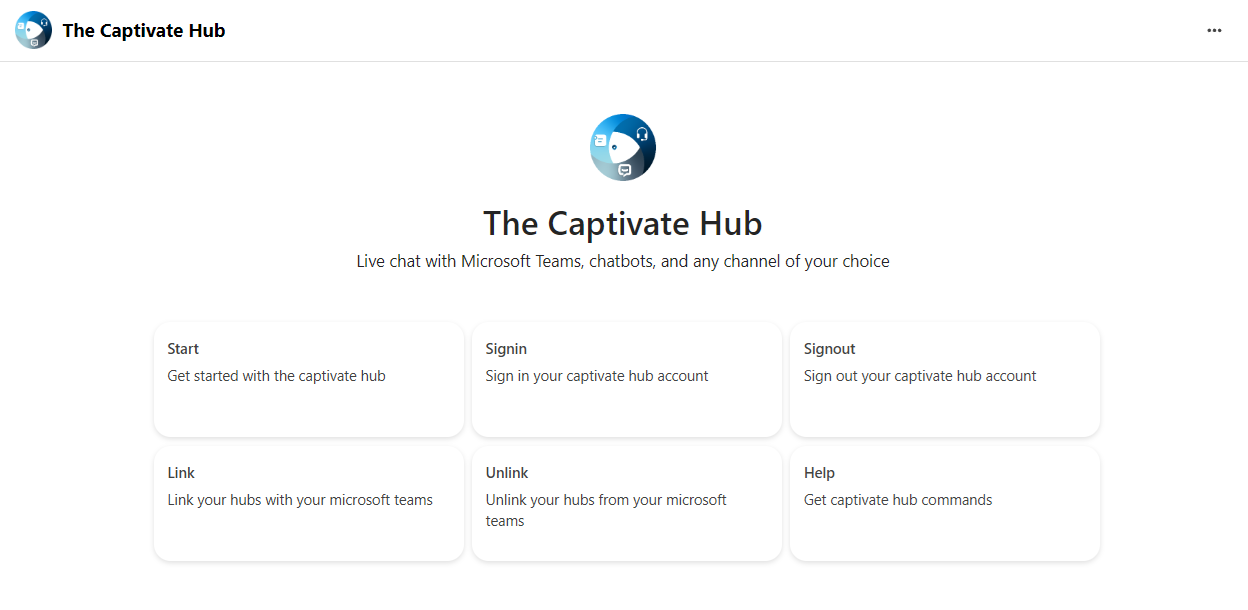 The Captivate Hub
The Captivate Hub
Live chat with Microsoft Teams, chatbots, and any channel of your choice
Start
Get started with the captivate hub
Signin
Sign in your captivate hub account
Signout
Sign out your captivate hub account
Link
Link your hubs with your microsoft teams
Unlink
Unlink your hubs from your microsoft
teams
Help
Get captivate hub commands